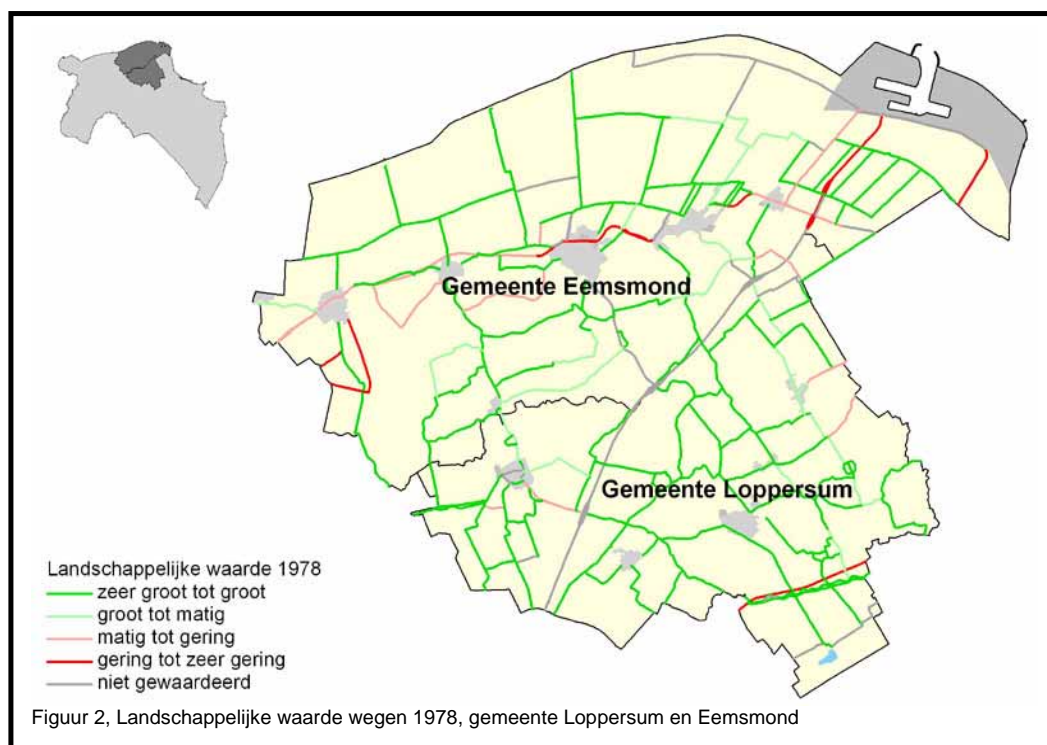 Gemeente Eemsmond
Gemeente Loppersum
Landschappelijke waarde 1978
zeer groot tot groot
groot tot matig
matig tot gering
gering tot zeer gering
niet gewaardeerd
Figuur 2, Landschappelijke waarde wegen 1978, gemeente Loppersum en Eemsmond